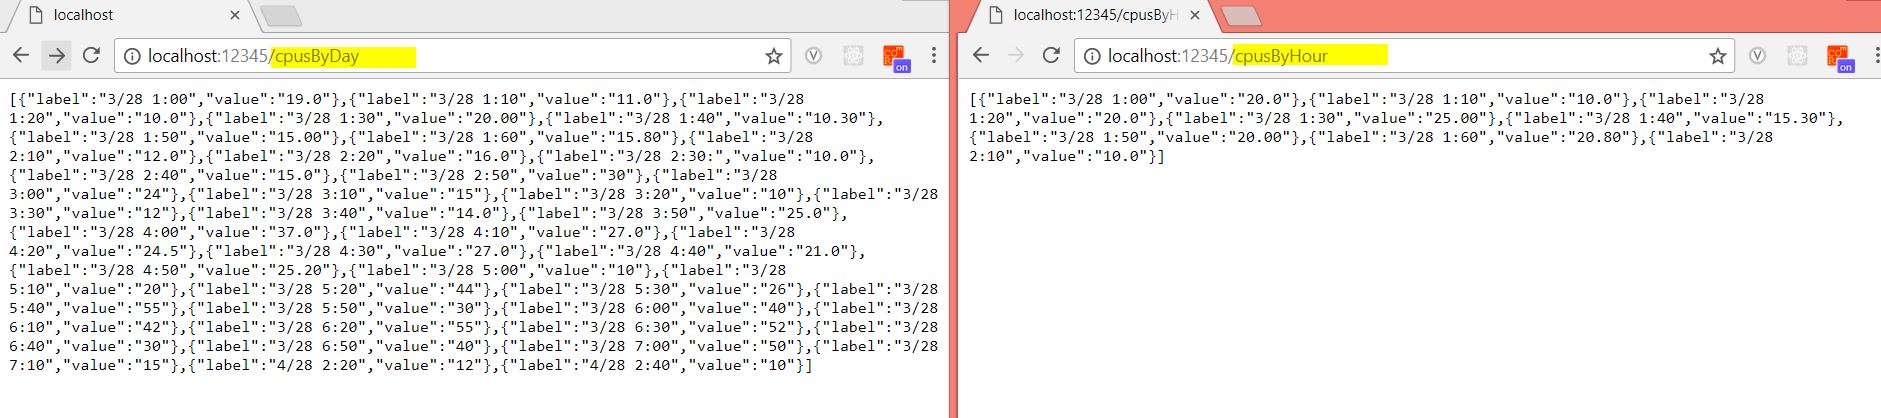 localhost
localhost:12345/cpusByDay
on
[{"label":"3/28 1:00","value":"19.0"},{"label":"3/28 1:10","value":"11.0"},{"label":"3/28
1:20","value":"10.0"},{"label":"3/28 1:30","value":"20.00"},{"label":"3/28 1:40","value":"10.30"},
{"label":"3/28 1:50","value":"15.00"},{"label":"3/28 1:60","value":"15.80"},{"label":"3/28
2:10","value":"12.0"},{"label":"3/28 2:20","value":"16.0"},{"label":"3/28 2:30:","value":"10.0"},
{"label":"3/28 2:40","value":"15.0"},{"label":"3/28 2:50","value":"30"},{"label":"3/28
3:00","value":"24"},{"label":"3/28 3:10","value":"15"},{"label":"3/28 3:20","value":"10"},{"label":"3/28
3:30","value":"12"},{"label":"3/28 3:40","value":"14.0"},{"label":"3/28 3:50","value":"25.0"},
{"label":"3/28 4:00","value":"37.0"},{"label":"3/28 4:10","value":"27.0"},{"label":"3/28
4:20","value":"24.5"},{"label":"3/28 4:30","value":"27.0"},{"label":"3/28 4:40","value":"21.0"},
{"label":"3/28 4:50","value":"25.20"},{"label":"3/28 5:00","value":"10"},{"label":"3/28
5:10","value":"20"},{"label":"3/28 5:20","value":"44"},{"label":"3/28 5:30","value":"26"},{"label":"3/28
5:40","value":"55"},{"label":"3/28 5:50","value":"30"},{"label":"3/28 6:00","value":"40"},{"label":"3/28
6:10","value":"42"},{"label":"3/28 6:20","value":"55"},{"label":"3/28 6:30","value":"52"},{"label":"3/28
6:40","value":"30"},{"label":"3/28 6:50","value":"40"},{"label":"3/28 7:00","value":"50"},{"label":"3/28
7:10","value":"15"},{"label":"4/28 2:20","value":"12"},{"label":"4/28 2:40","value":"10"}]
localhost:12345/cpusByH
localhost:12345/cpusByHour
on
[{"label":"3/28 1:00","value":"20.0"},{"label":"3/28 1:10","value":"10.0"},{"label":"3/28
1:20","value":"20.0"},{"label":"3/28 1:30","value":"25.00"},{"label":"3/28 1:40","value":"15.30"},
{"label":"3/28 1:50","value":"20.00"},{"label":"3/28 1:60","value":"20.80"},{"label":"3/28
2:10","value":"10.0"}]